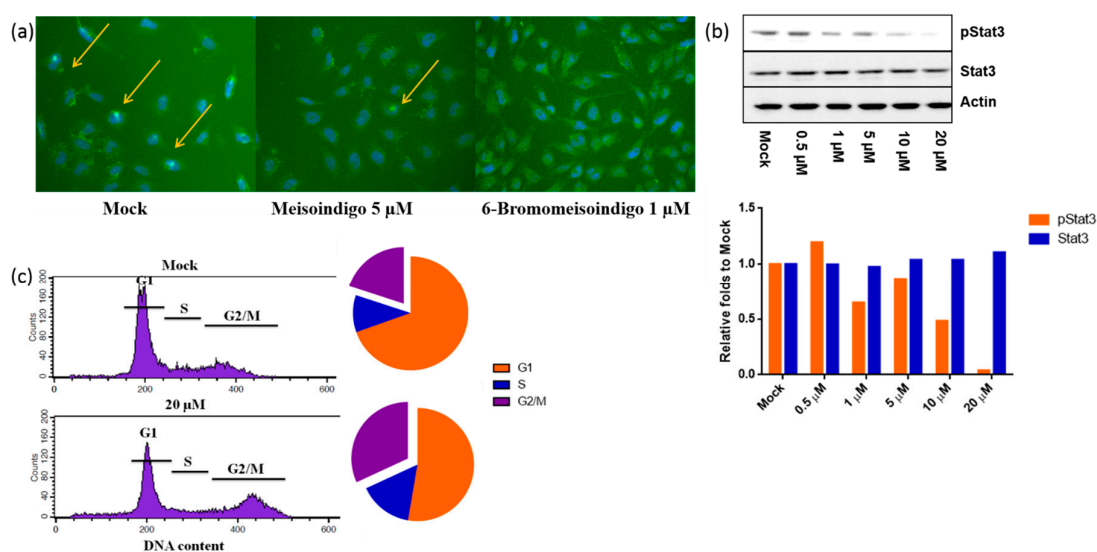 (a)
Mock
Meisoindigo 5 µM
6-Bromomeisoindigo 1 µM
(b)
pStat3
Stat3
Actin
Mock
0.5 µM
1 µM
5 µM
10 µM
20 µM
Relative folds to Mock
1.5
1.0
0.5
0.0
Mock
0.5 µM
1 µM
5 µM
10 µM
20 µM
pStat3
Stat3
(c)
Mock
Counts
200
160
120
80
40
0
G1
S
G2/M
0
200
400
600
20 µM
Counts
200
160
120
80
40
0
G1
S
G2/M
0
200
400
600
DNA content
G1
S
G2/M